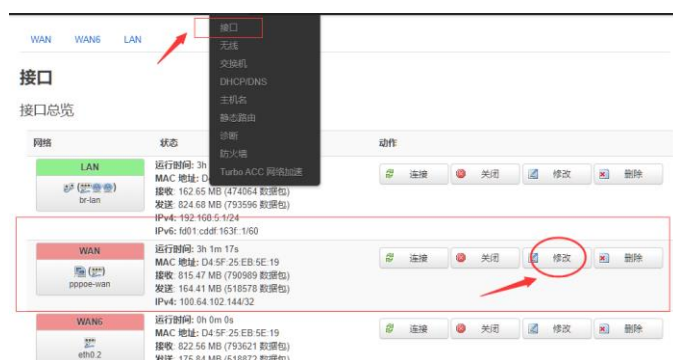 WAN WAN6 LAN
接口
无线
交换机
DHCP/DNS
主机名
静态路由
诊断
防火墙
Turbo ACC 网络加速
接口
接口总览
网络 状态 动作
LAN
br-lan
运行时间: 3h
MAC 地址: D4
接收: 162.65 MB (474064 数据包)
发送: 824.68 MB (793596 数据包)
IPv4: 192.168.5.1/24
IPv6: fd01:cddf:163f::1/60
连接 关闭 修改 删除
WAN
pppoe-wan
运行时间: 3h 1m 17s
MAC 地址: D4:5F:25:EB:5E:19
接收: 815.47 MB (790989 数据包)
发送: 164.41 MB (518578 数据包)
IPv4: 100.64.102.144/32
连接 关闭 修改 删除
WAN6
eth0.2
运行时间: 0h 0m 0s
MAC 地址: D4:5F:25:EB:5E:19
接收: 822.56 MB (793621 数据包)
发送: 175.84 MB (518872 数据包)
连接 关闭 修改 删除